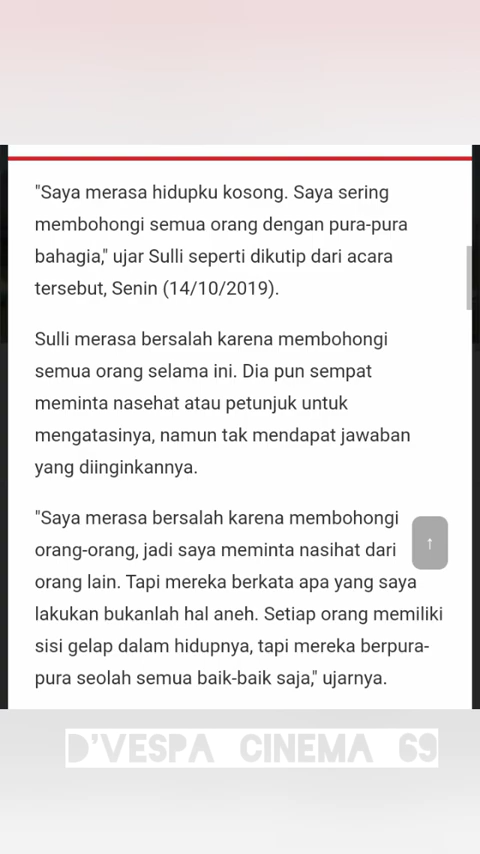 "Saya merasa hidupku kosong. Saya sering
membohongi semua orang dengan pura-pura
bahagia," ujar Sulli seperti dikutip dari acara
tersebut, Senin (14/10/2019).
Sulli merasa bersalah karena membohongi
semua orang selama ini. Dia pun sempat
meminta nasehat atau petunjuk untuk
mengatasinya, namun tak mendapat jawaban
yang diinginkannya.
"Saya merasa bersalah karena membohongi
orang-orang, jadi saya meminta nasihat dari
orang lain. Tapi mereka berkata apa yang saya
lakukan bukanlah hal aneh. Setiap orang memiliki
sisi gelap dalam hidupnya, tapi mereka berpura-
pura seolah semua baik-baik saja," ujarnya.
D'VESPA CINEMA 69